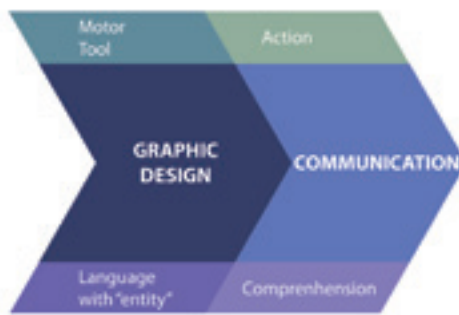 Motor
Tool
Action
GRAPHIC
DESIGN
COMMUNICATION
Language
with "entity"
Comprenhension